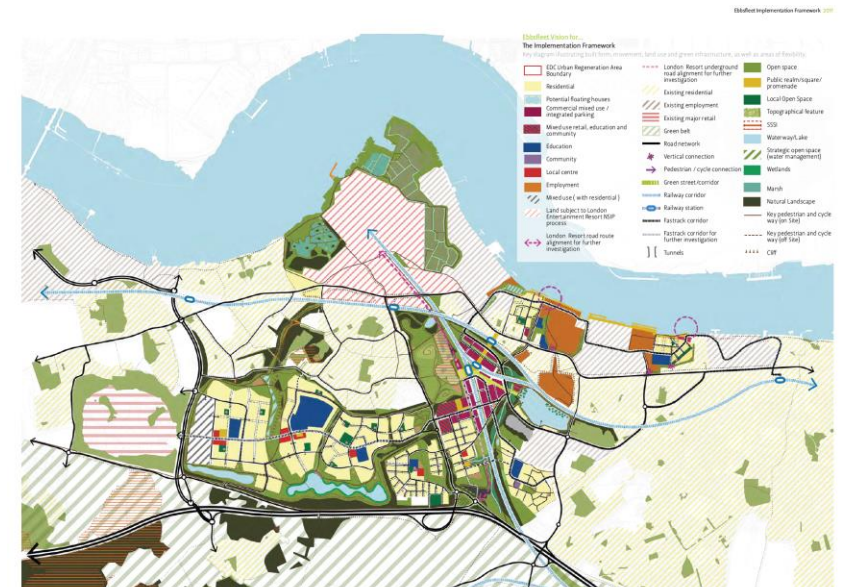 Ebbsfleet Implementation Framework
Ebbsfleet Vision for...
The Implementation Framework
Key diagram illustrating built form, movement, land use and green infrastructure, as well as areas of flexibility
EDC Urban Regeneration Area
Boundary
Residential
Potential floating houses
Commercial mixed use /
integrated parking
Mixed use retail, education and
community
Education
Community
Local centre
Employment
Mixed use ( with residential )
Land subject to London
Entertainment Resort NSIP
process
London Resort road route
alignment for further
investigation
London Resort underground
road alignment for further
investigation
Existing residential
Existing employment
Existing major retail
Green belt
Road network
Vertical connection
Pedestrian / cycle connection
Green street/corridor
Railway corridor
Railway station
Fastrack corridor
Fastrack corridor for
further investigation
Tunnels
Open space
Public realm/square/
promenade
Local Open Space
Topographical feature
SSSI
Waterway/Lake
Strategic open space
(water management)
Wetlands
Marsh
Natural Landscape
Key pedestrian and cycle
way (on Site)
Key pedestrian and cycle
way (off Site)
Cliff